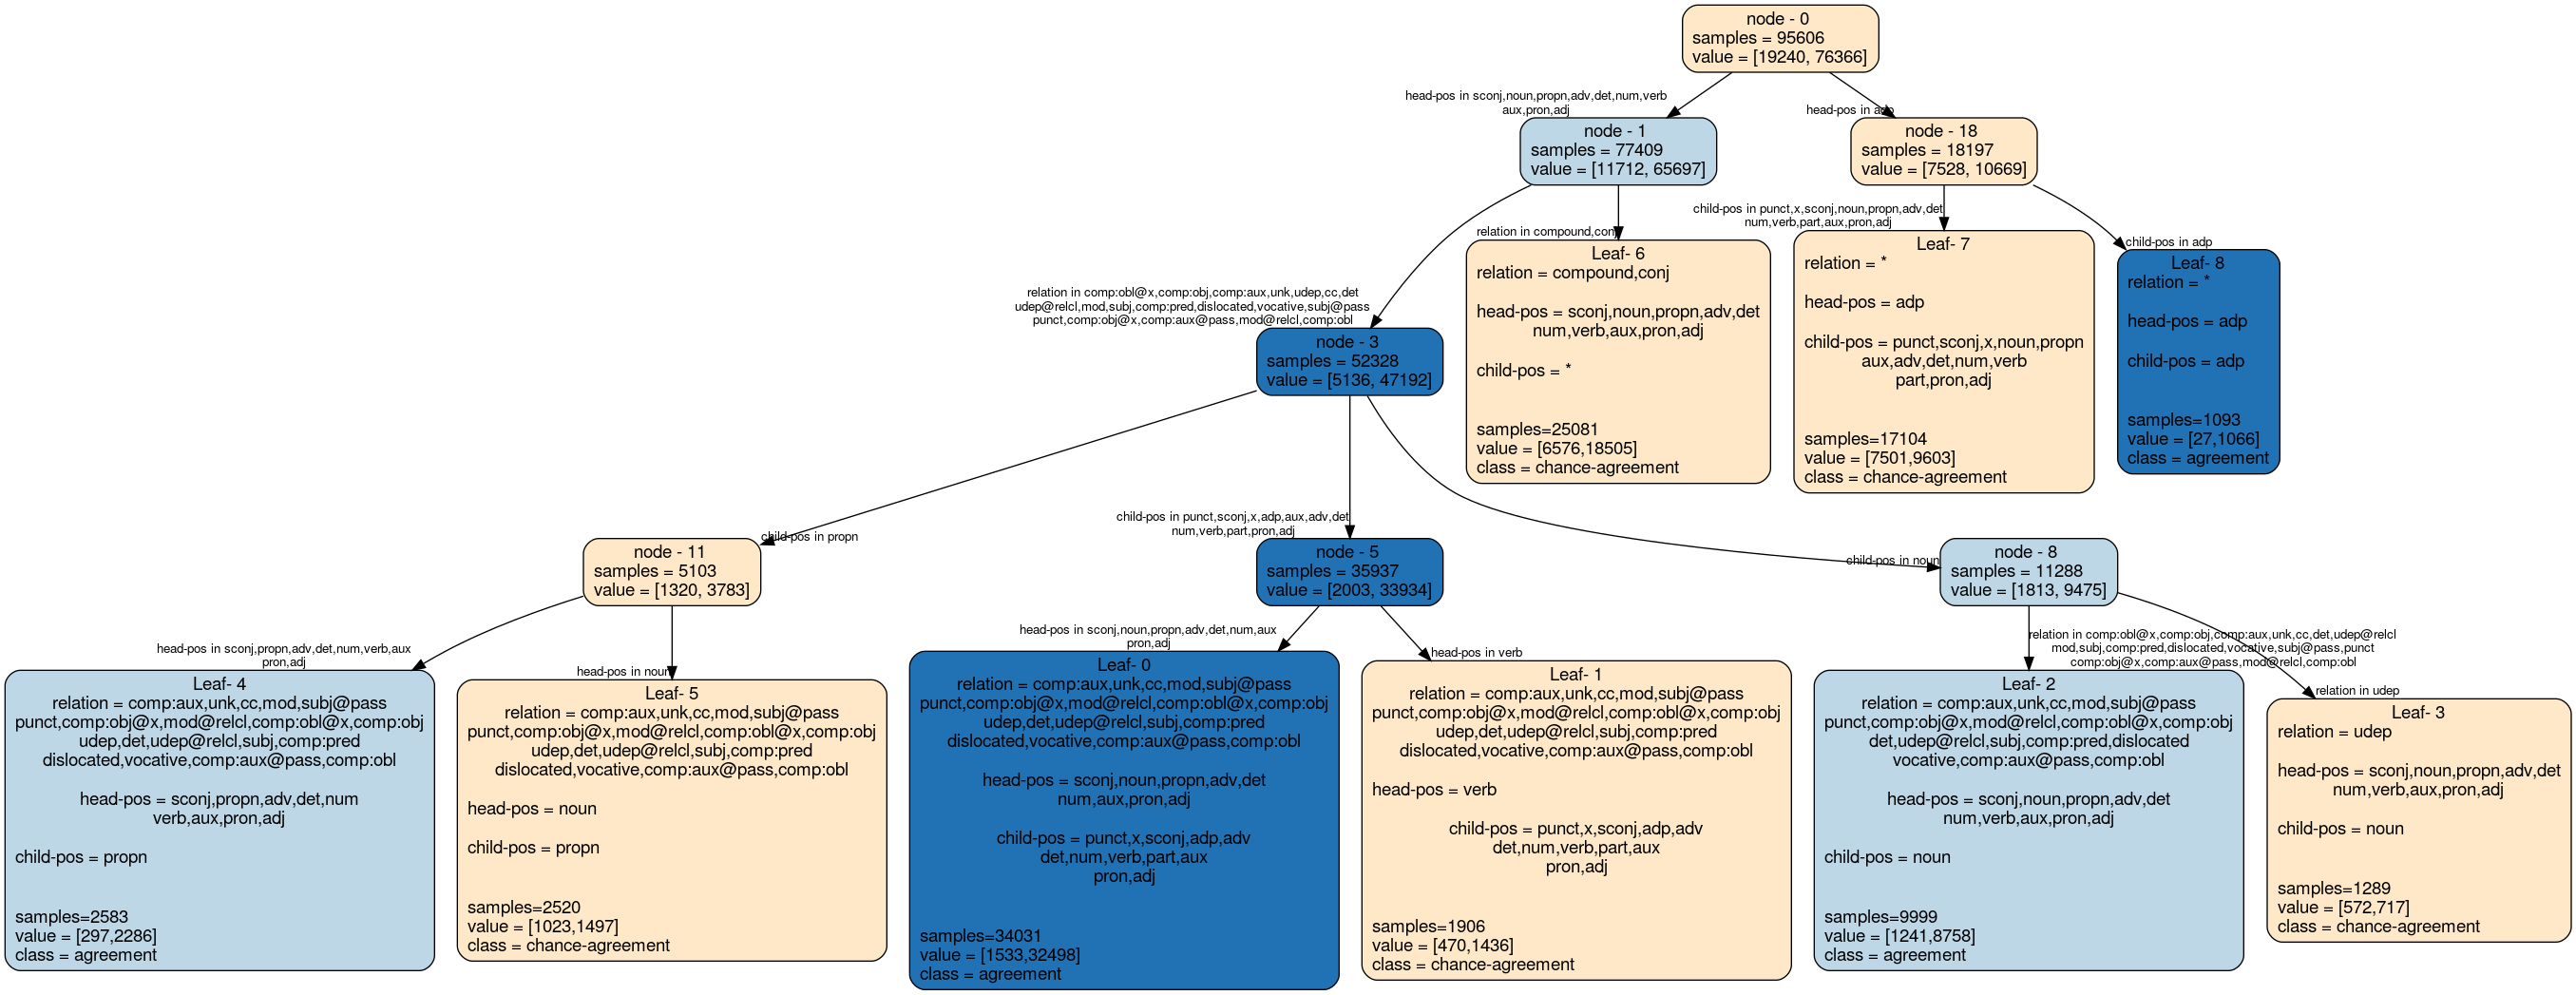 node - 0
samples = 95606
value = [19240, 76366]
head-pos in sconj,noun,propn,adv,det,num,verb
aux,pron,adj
head-pos in adp
node - 1
samples = 77409
value = [11712, 65697]
node - 18
samples = 18197
value = [7528, 10669]
relation in comp:obl@x,comp:obj,comp:aux,unk,udep,cc,det
udep@relcl,mod,subj,comp:pred,dislocated,vocative,subj@pass
punct,comp:obj@x,comp:aux@pass,mod@relcl,comp:obl
relation in compound,conj
child-pos in punct,x,sconj,noun,propn,adv,det
num,verb,part,aux,pron,adj
child-pos in adp
node - 3
samples = 52328
value = [5136, 47192]
Leaf- 6
relation = compound,conj
head-pos = sconj,noun,propn,adv,det
num,verb,aux,pron,adj
child-pos = *
samples=25081
value = [6576,18505]
class = chance-agreement
Leaf- 7
relation = *
head-pos = adp
child-pos = punct,sconj,x,noun,propn
aux,adv,det,num,verb
part,pron,adj
samples=17104
value = [7501,9603]
class = chance-agreement
Leaf- 8
relation = *
head-pos = adp
child-pos = adp
samples=1093
value = [27,1066]
class = agreement
child-pos in propn
child-pos in punct,sconj,x,adp,aux,adv,det
num,verb,part,pron,adj
child-pos in noun
node - 11
samples = 5103
value = [1320, 3783]
node - 5
samples = 35937
value = [2003, 33934]
node - 8
samples = 11288
value = [1813, 9475]
head-pos in sconj,propn,adv,det,num,verb,aux
pron,adj
head-pos in noun
head-pos in sconj,noun,propn,adv,det,num,aux
pron,adj
head-pos in verb
relation in comp:obl@x,comp:obj,comp:aux,unk,cc,det,udep@relcl
mod,subj,comp:pred,dislocated,vocative,subj@pass,punct
comp:obj@x,comp:aux@pass,mod@relcl,comp:obl
relation in udep
Leaf- 4
relation = comp:aux,unk,cc,mod,subj@pass
punct,comp:obj@x,mod@relcl,comp:obl@x,comp:obj
udep,det,udep@relcl,subj,comp:pred
dislocated,vocative,comp:aux@pass,comp:obl
head-pos = sconj,propn,adv,det,num
verb,aux,pron,adj
child-pos = propn
samples=2583
value = [297,2286]
class = agreement
Leaf- 5
relation = comp:aux,unk,cc,mod,subj@pass
punct,comp:obj@x,mod@relcl,comp:obl@x,comp:obj
udep,det,udep@relcl,subj,comp:pred
dislocated,vocative,comp:aux@pass,comp:obl
head-pos = noun
child-pos = propn
samples=2520
value = [1023,1497]
class = chance-agreement
Leaf- 0
relation = comp:aux,unk,cc,mod,subj@pass
punct,comp:obj@x,mod@relcl,comp:obl@x,comp:obj
udep,det,udep@relcl,subj,comp:pred
dislocated,vocative,comp:aux@pass,comp:obl
head-pos = sconj,noun,propn,adv,det
num,aux,pron,adj
child-pos = punct,x,sconj,adp,adv
det,num,verb,part,aux
pron,adj
samples=34031
value = [1533,32498]
class = agreement
Leaf- 1
relation = comp:aux,unk,cc,mod,subj@pass
punct,comp:obj@x,mod@relcl,comp:obl@x,comp:obj
udep,det,udep@relcl,subj,comp:pred
dislocated,vocative,comp:aux@pass,comp:obl
head-pos = verb
child-pos = punct,x,sconj,adp,adv
det,num,verb,part,aux
pron,adj
samples=1906
value = [470,1436]
class = chance-agreement
Leaf- 2
relation = comp:aux,unk,cc,mod,subj@pass
punct,comp:obj@x,mod@relcl,comp:obl@x,comp:obj
det,udep@relcl,subj,comp:pred,dislocated
vocative,comp:aux@pass,comp:obl
head-pos = sconj,noun,propn,adv,det
num,verb,aux,pron,adj
child-pos = noun
samples=9999
value = [1241,8758]
class = agreement
Leaf- 3
relation = udep
head-pos = sconj,noun,propn,adv,det
num,verb,aux,pron,adj
child-pos = noun
samples=1289
value = [572,717]
class = chance-agreement